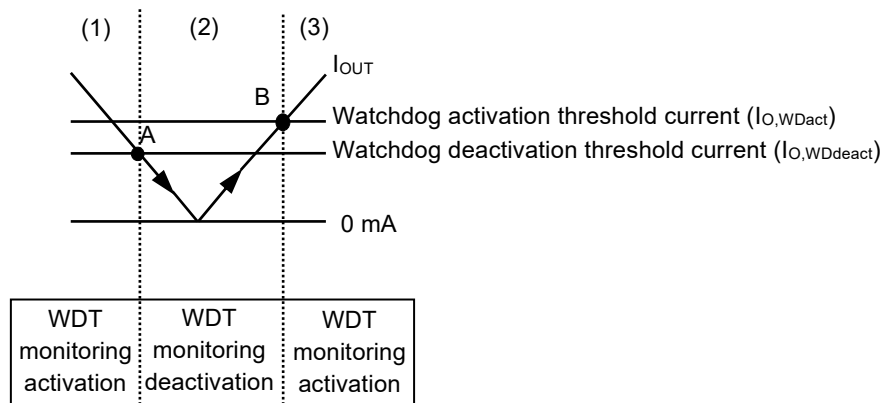 (1)
(2)
(3)
IOUT
B
Watchdog activation threshold current (IO,WDact)
A
Watchdog deactivation threshold current (IO,WDdeact)
0 mA
WDT
monitoring
activation
WDT
monitoring
deactivation
WDT
monitoring
activation